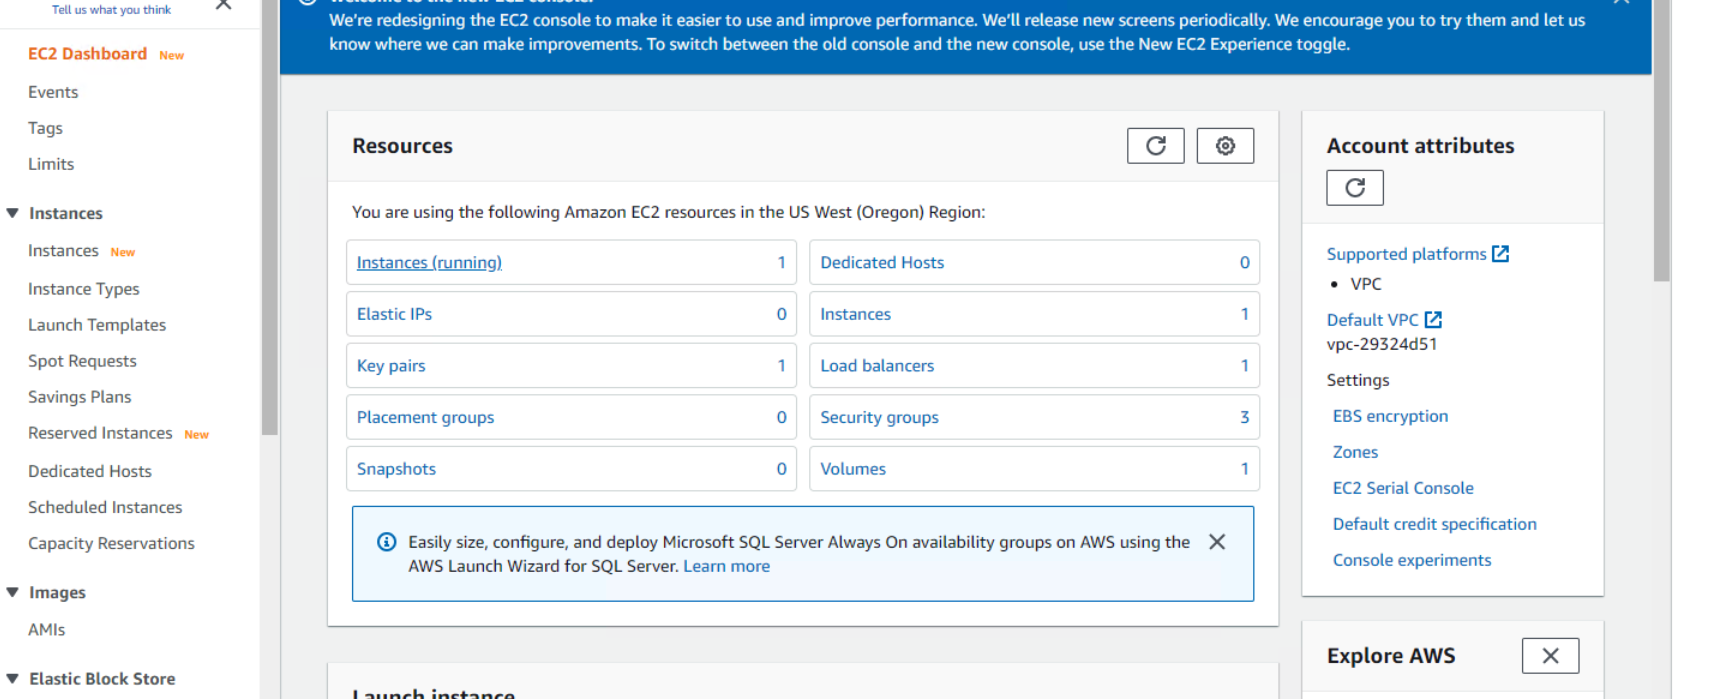 Tell us what you think
EC2 Dashboard New
Events
Tags
Limits
Instances
Instances New
Instance Types
Launch Templates
Spot Requests
Savings Plans
Reserved Instances New
Dedicated Hosts
Scheduled Instances
Capacity Reservations
Images
AMIs
Elastic Block Store
Welcome to the new EC2 console!
We're redesigning the EC2 console to make it easier to use and improve performance. We'll release new screens periodically. We encourage you to try them and let us
know where we can make improvements. To switch between the old console and the new console, use the New EC2 Experience toggle.
Resources
You are using the following Amazon EC2 resources in the US West (Oregon) Region:
Instances (running) 1
Dedicated Hosts 0
Elastic IPs 0
Instances 1
Key pairs 1
Load balancers 1
Placement groups 0
Security groups 3
Snapshots 0
Volumes 1
Easily size, configure, and deploy Microsoft SQL Server Always On availability groups on AWS using the
AWS Launch Wizard for SQL Server. Learn more
Launch instance
Account attributes
Supported platforms
• VPC
Default VPC
vpc-29324d51
Settings
EBS encryption
Zones
EC2 Serial Console
Default credit specification
Console experiments
Explore AWS